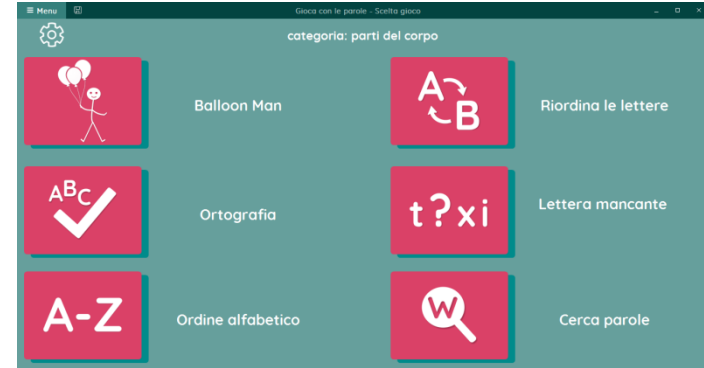 ≡ Menu
Gioca con le parole - Scelta gioco
categoria: parti del corpo
Balloon Man
A B
Riordina le lettere
ABC
Ortografia
t?xi
Lettera mancante
A-Z
Ordine alfabetico
W
Cerca parole